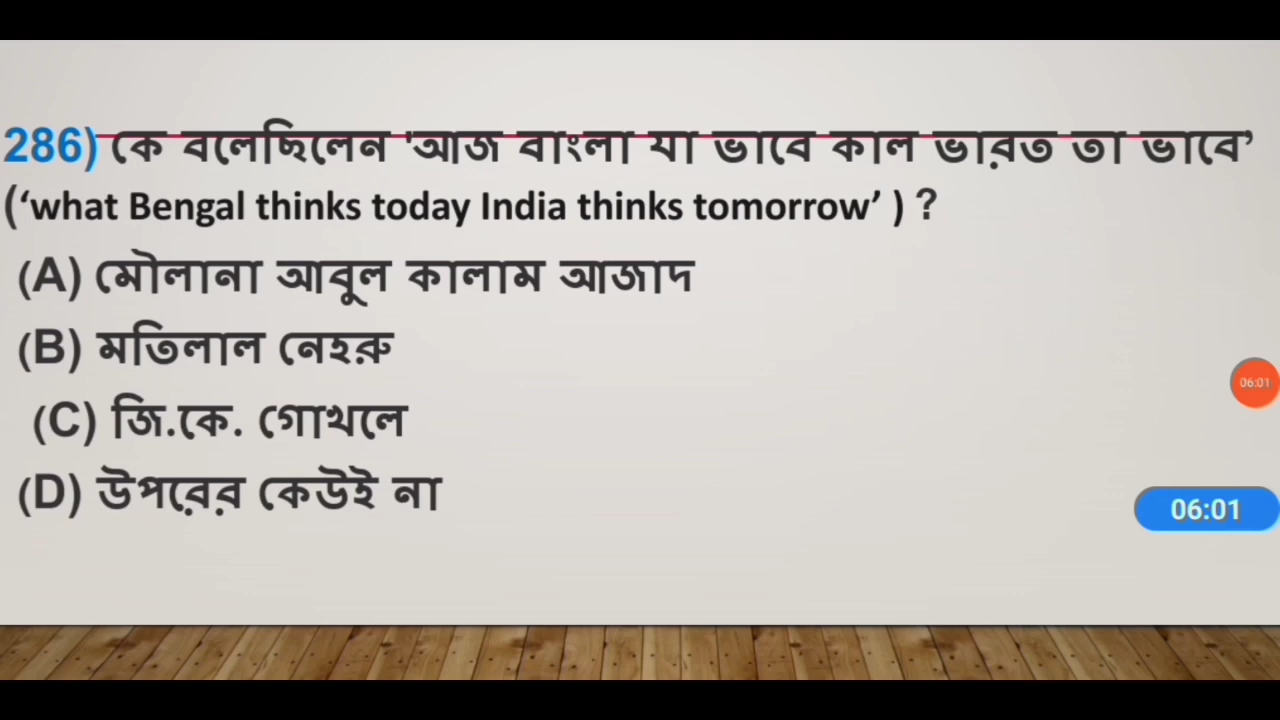 286) কে বলেছিলেন 'আজ বাংলা যা ভাবে কাল ভারত তা ভাবে’
(‘what Bengal thinks today India thinks tomorrow’ ) ?
(A) মৌলানা আবুল কালাম আজাদ
(B) মতিলাল নেহরু
(C) জি.কে. গোখলে
(D) উপরের কেউই না
06:01
06:01